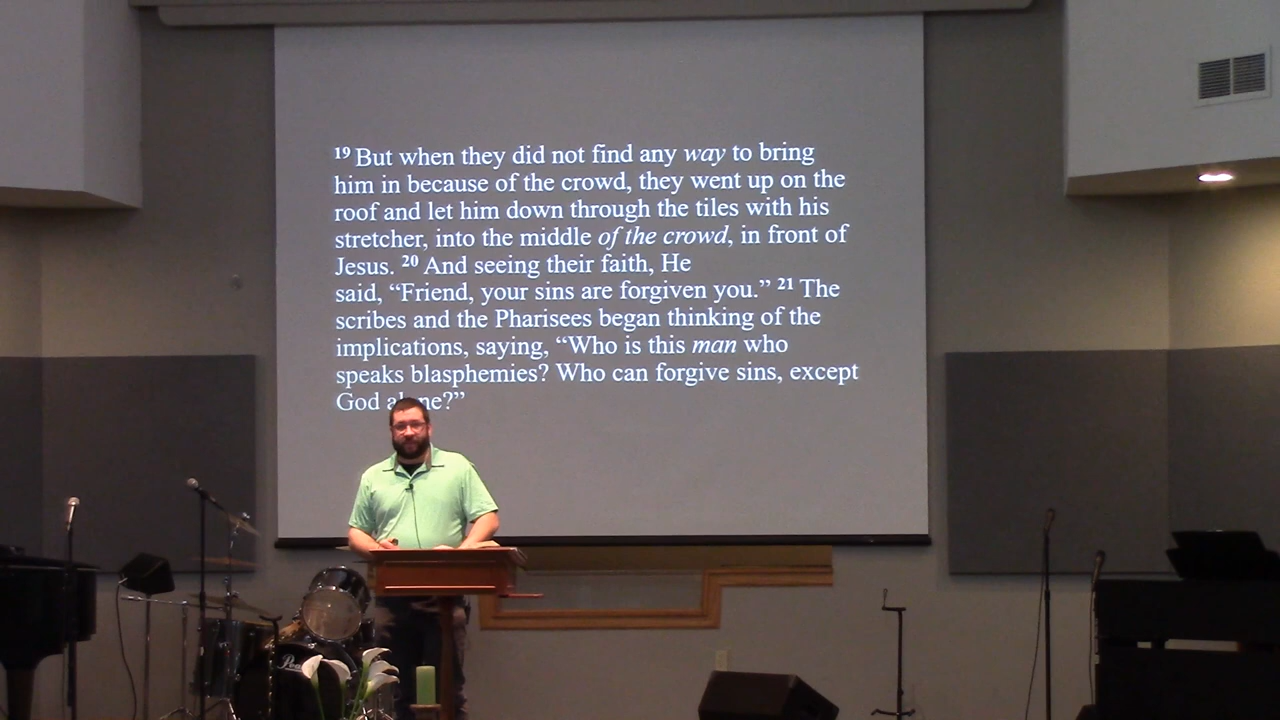 19 But when they did not find any way to bring
him in because of the crowd, they went up on the
roof and let him down through the tiles with his
stretcher, into the middle of the crowd, in front of
Jesus. 20 And seeing their faith, He
said, “Friend, your sins are forgiven you.” 21 The
scribes and the Pharisees began thinking of the
implications, saying, “Who is this man who
speaks blasphemies? Who can forgive sins, except
God alone?”